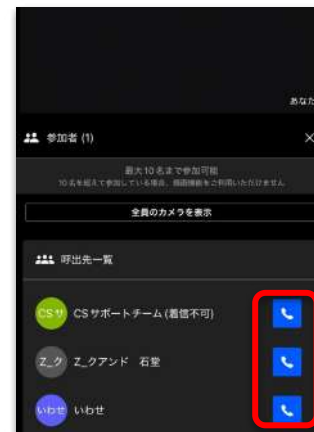 あなた
参加者 (1)
最大10名まで参加可能
10名を超えて参加している場合、録画機能をご利用いただけません
全員のカメラを表示
呼出先一覧
CSサ CSサポートチーム(着信不可)
Z_ク Z_クアンド 石堂
いわせ いわせ